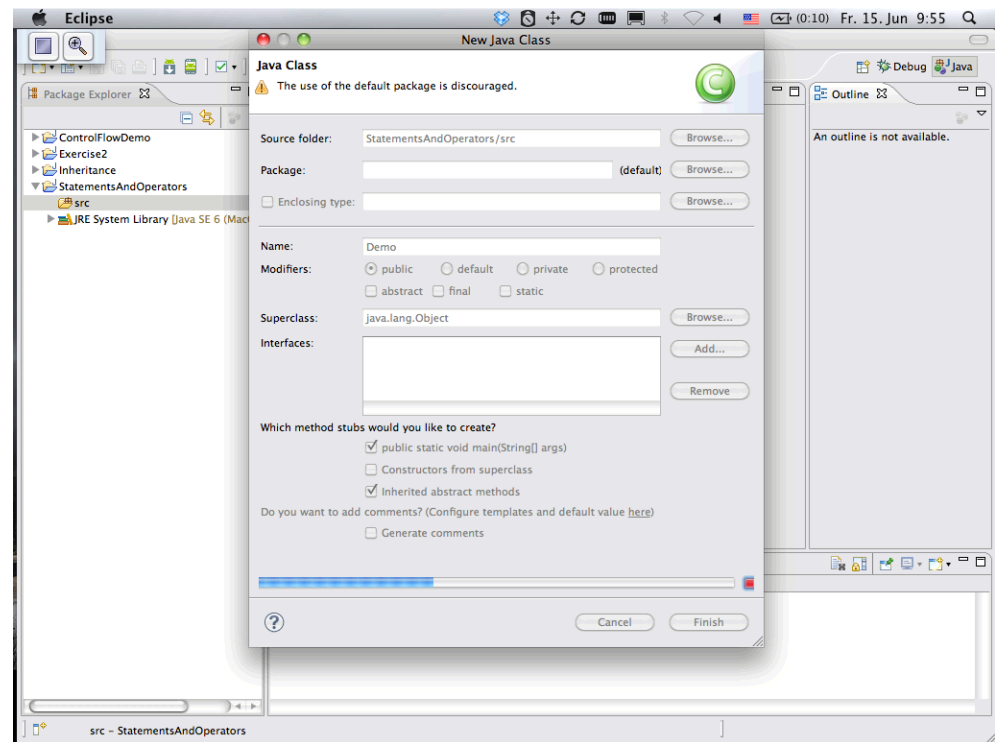 Eclipse
(0:10) Fr. 15. Jun 9:55
New Java Class
Java Class
The use of the default package is discouraged.
Debug
Java
Package Explorer
Outline
An outline is not available.
ControlFlowDemo
Exercise2
Inheritance
StatementsAndOperators
src
JRE System Library [Java SE 6 (Mac
Source folder:
StatementsAndOperators/src
Browse...
Package:
(default)
Browse...
Enclosing type:
Browse...
Name:
Demo
Modifiers:
public
default
private
protected
abstract
final
static
Superclass:
java.lang.Object
Browse...
Interfaces:
Add...
Remove
Which method stubs would you like to create?
public static void main(String[] args)
Constructors from superclass
Inherited abstract methods
Do you want to add comments? (Configure templates and default value here)
Generate comments
?
Cancel
Finish
src – StatementsAndOperators